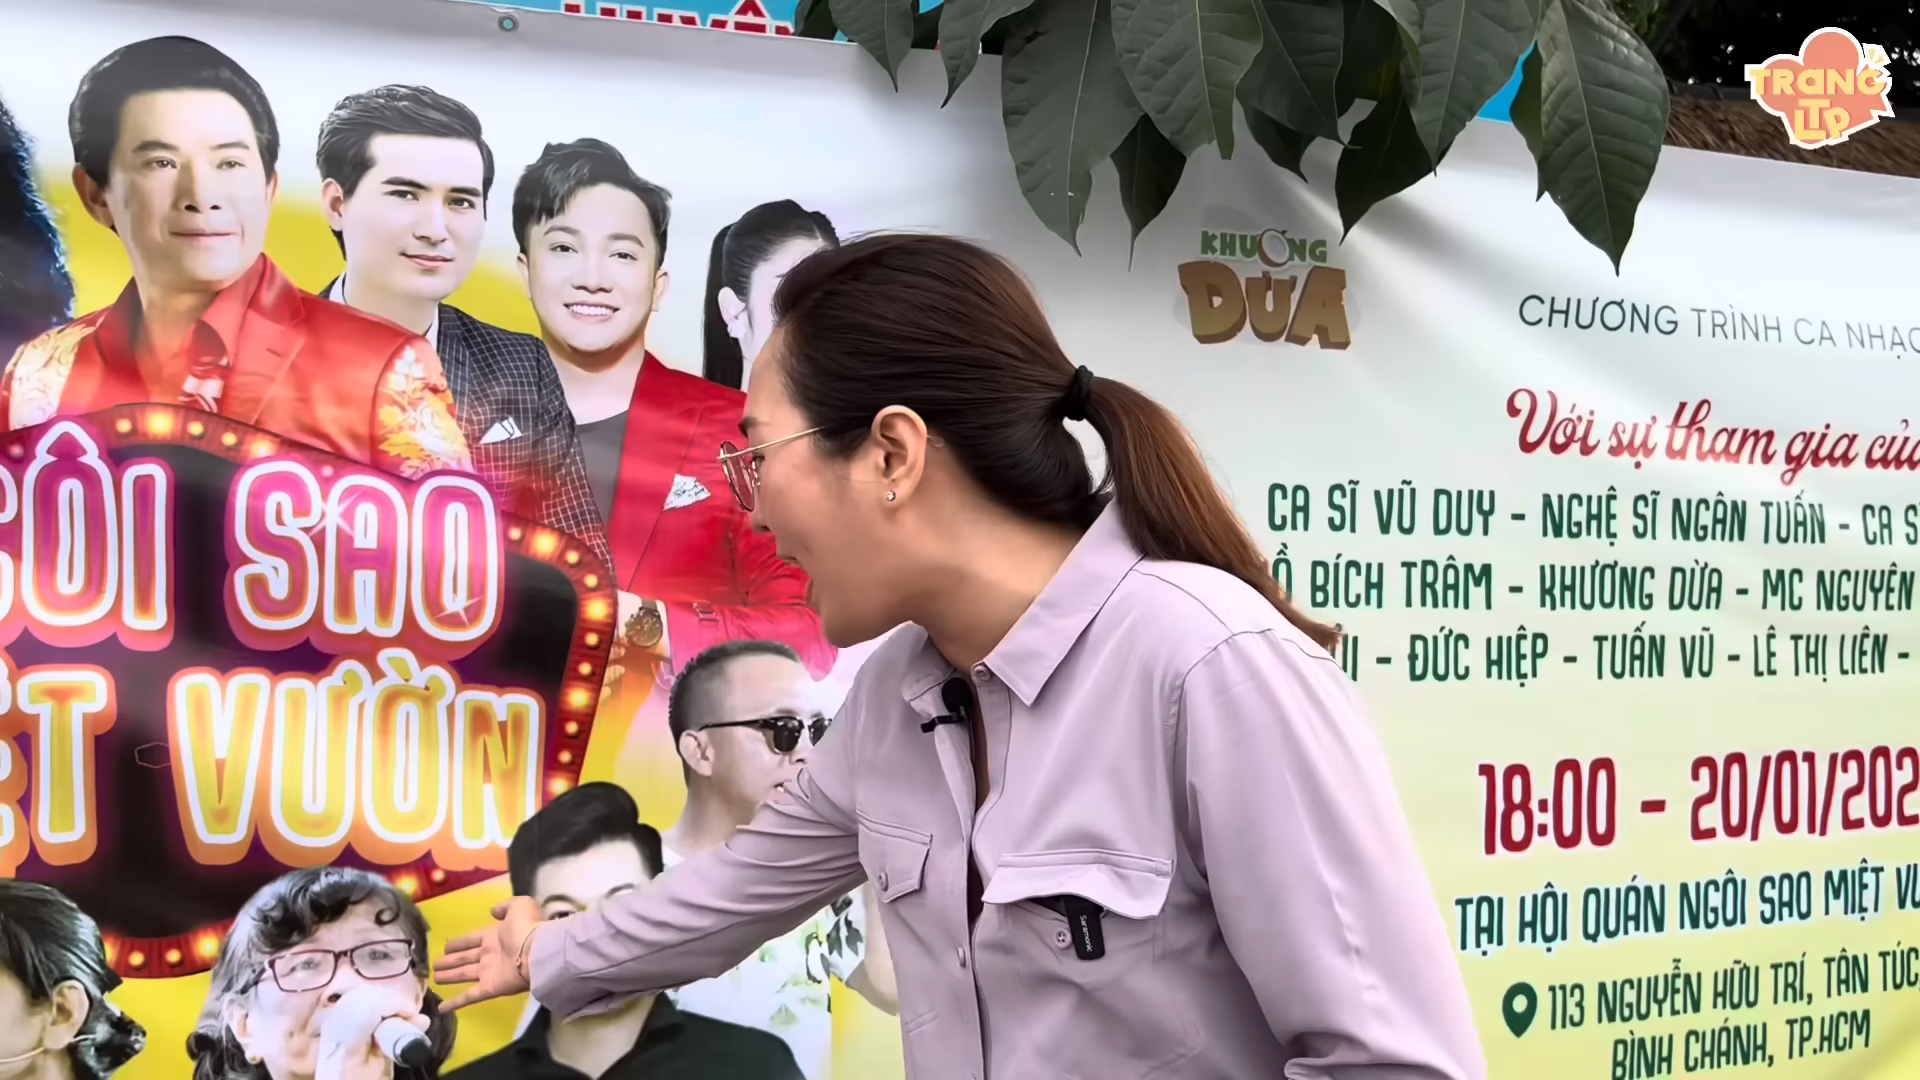 TRANG
LTP
KHƯƠNG
DỪA
CHƯƠNG TRÌNH CA NHẠC
Với sự tham gia của
CA SĨ VŨ DUY - NGHỆ SĨ NGÂN TUẤN - CA
BÍCH TRÂM - KHƯƠNG DỪA - MC NGUYÊN
- ĐỨC HIỆP - TUẤN VŨ - LÊ THỊ LIÊN -
SAO
VƯỜN
18:00 - 20/01/202
TẠI HỘI QUÁN NGÔI SAO MIỆT
113 NGUYỄN HỮU TRÍ, TÂN TÚC,
BÌNH CHÁNH, TP.HCM
Saramonic